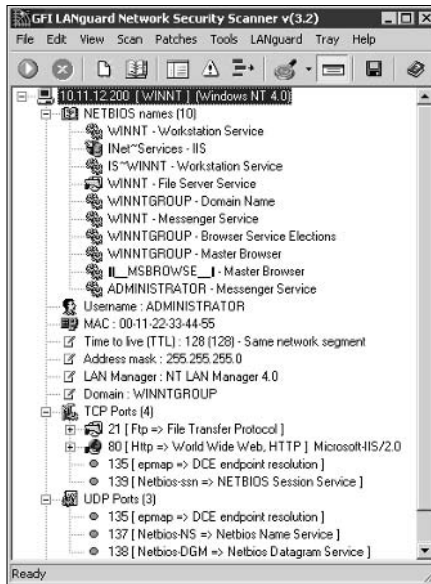 GFI LANguard Network Security Scanner v(3.2)
File Edit View Scan Patches Tools LANguard Tray Help
10.11.12.200 [ WINNT ] (Windows NT 4.0)
NETBIOS names (10)
WINNT - Workstation Service
INet~Services - IIS
IS~WINNT - Workstation Service
WINNT - File Server Service
WINNTGROUP - Domain Name
WINNT - Messenger Service
WINNTGROUP - Browser Service Elections
WINNTGROUP - Master Browser
__MSBROWSE__ - Master Browser
ADMINISTRATOR - Messenger Service
Username : ADMINISTRATOR
MAC : 00-11-22-33-44-55
Time to live (TTL) : 128 (128) - Same network segment
Address mask : 255.255.255.0
LAN Manager : NT LAN Manager 4.0
Domain : WINNTGROUP
TCP Ports (4)
21 [ Ftp => File Transfer Protocol ]
80 [ Http => World Wide Web, HTTP ] Microsoft-IIS/2.0
135 [ epmap => DCE endpoint resolution ]
139 [ Netbios-ssn => NETBIOS Session Service ]
UDP Ports (3)
135 [ epmap => DCE endpoint resolution ]
137 [ Netbios-NS => Netbios Name Service ]
138 [ Netbios-DGM => Netbios Datagram Service ]
Ready